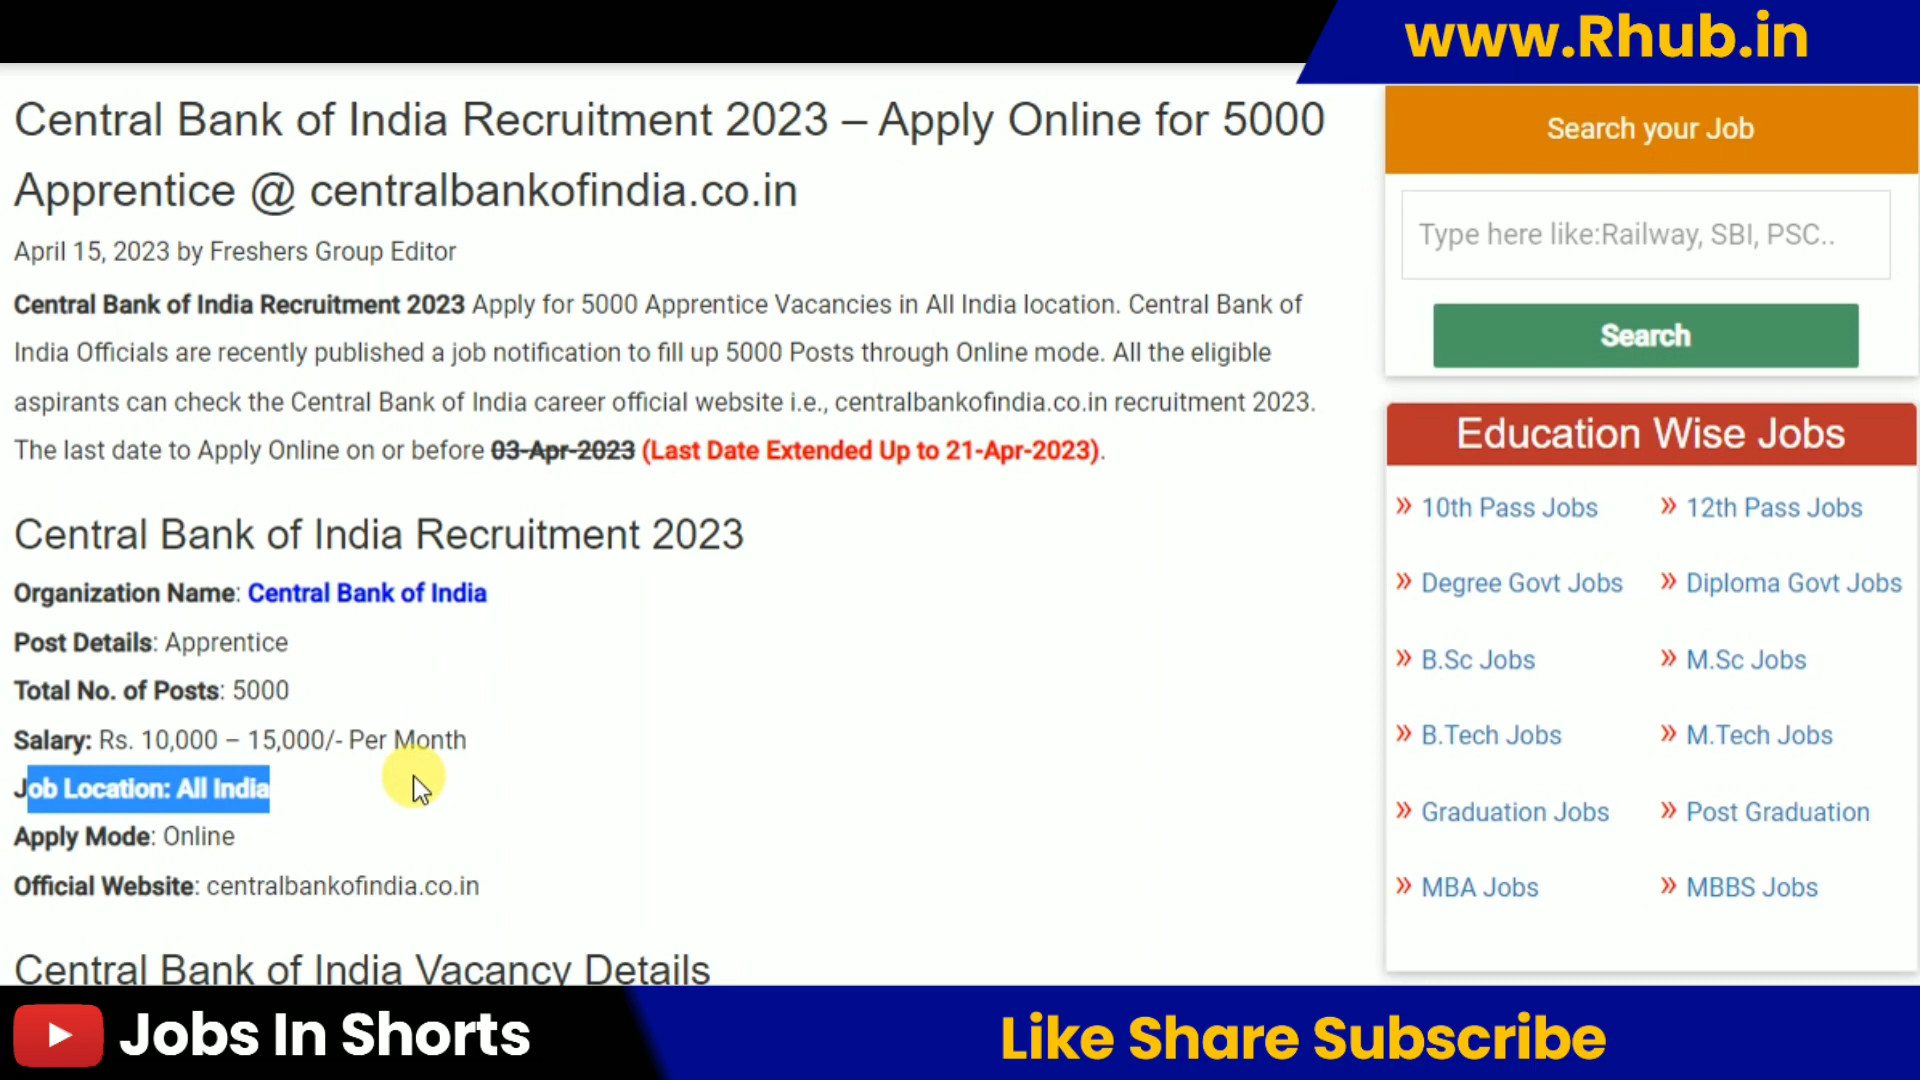 www.Rhub.in
Central Bank of India Recruitment 2023 – Apply Online for 5000
Apprentice @ centralbankofindia.co.in
April 15, 2023 by Freshers Group Editor
Central Bank of India Recruitment 2023 Apply for 5000 Apprentice Vacancies in All India location. Central Bank of
India Officials are recently published a job notification to fill up 5000 Posts through Online mode. All the eligible
aspirants can check the Central Bank of India career official website i.e., centralbankofindia.co.in recruitment 2023.
The last date to Apply Online on or before 03-Apr-2023 (Last Date Extended Up to 21-Apr-2023).
Central Bank of India Recruitment 2023
Organization Name: Central Bank of India
Post Details: Apprentice
Total No. of Posts: 5000
Salary: Rs. 10,000 – 15,000/- Per Month
Job Location: All India
Apply Mode: Online
Official Website: centralbankofindia.co.in
Central Bank of India Vacancy Details
Search your Job
Type here like:Railway, SBI, PSC..
Search
Education Wise Jobs
» 10th Pass Jobs » 12th Pass Jobs
» Degree Govt Jobs » Diploma Govt Jobs
» B.Sc Jobs » M.Sc Jobs
» B.Tech Jobs » M.Tech Jobs
» Graduation Jobs » Post Graduation
» MBA Jobs » MBBS Jobs
Jobs In Shorts
Like Share Subscribe